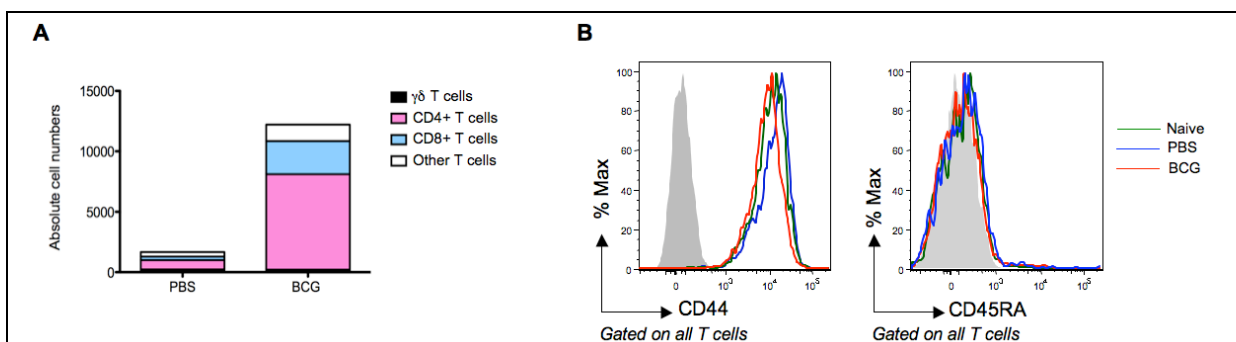 A
Absolute cell numbers
15000
10000
5000
0
PBS
BCG
γδ T cells
CD4+ T cells
CD8+ T cells
Other T cells
B
% Max
100
80
60
40
20
0
0
10³
10⁴
10⁵
CD44
Gated on all T cells
% Max
100
80
60
40
20
0
0
10³
10⁴
10⁵
CD45RA
Gated on all T cells
Naive
PBS
BCG